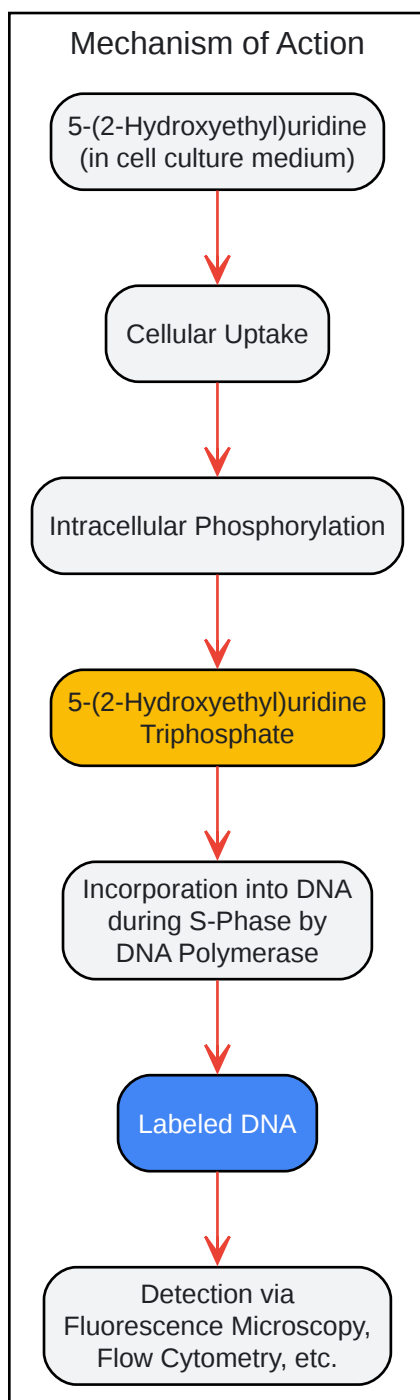 Mechanism of Action
5-(2-Hydroxyethyl)uridine
(in cell culture medium)
Cellular Uptake
Intracellular Phosphorylation
5-(2-Hydroxyethyl)uridine
Triphosphate
Incorporation into DNA
during S-Phase by
DNA Polymerase
Labeled DNA
Detection via
Fluorescence Microscopy,
Flow Cytometry, etc.